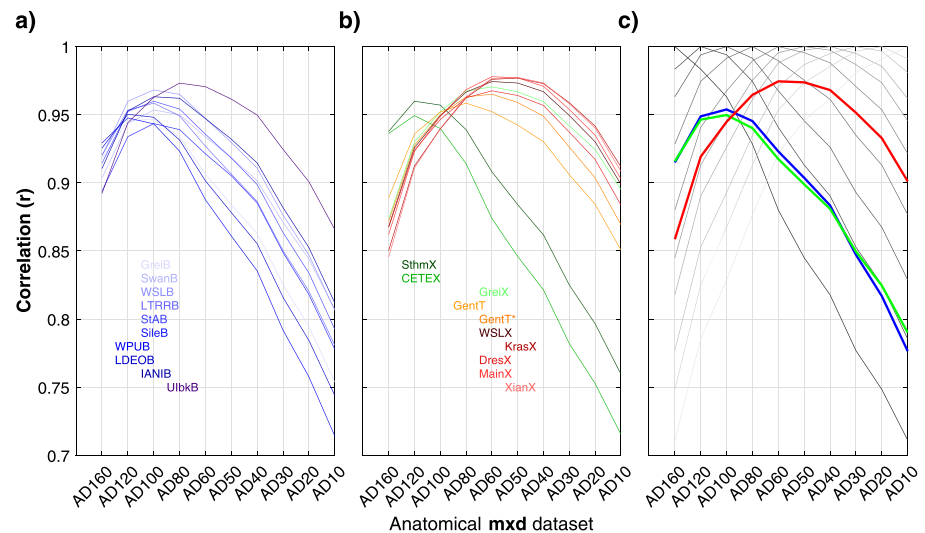 a)
b)
c)
Correlation (r)
1
0.95
0.9
0.85
0.8
0.75
0.7
GreiB
SwanB
WSLB
LTRRB
StAB
SileB
WPUB
LDEOB
IANIB
UIbkB
SthmX
CETEX
GreiX
GentT
GentT*
WSLX
KrasX
DresX
MainX
XianX
AD160 AD120 AD100 AD80 AD60 AD50 AD40 AD30 AD20 AD10
AD160 AD120 AD100 AD80 AD60 AD50 AD40 AD30 AD20 AD10
AD160 AD120 AD100 AD80 AD60 AD50 AD40 AD30 AD20 AD10
Anatomical mxd dataset